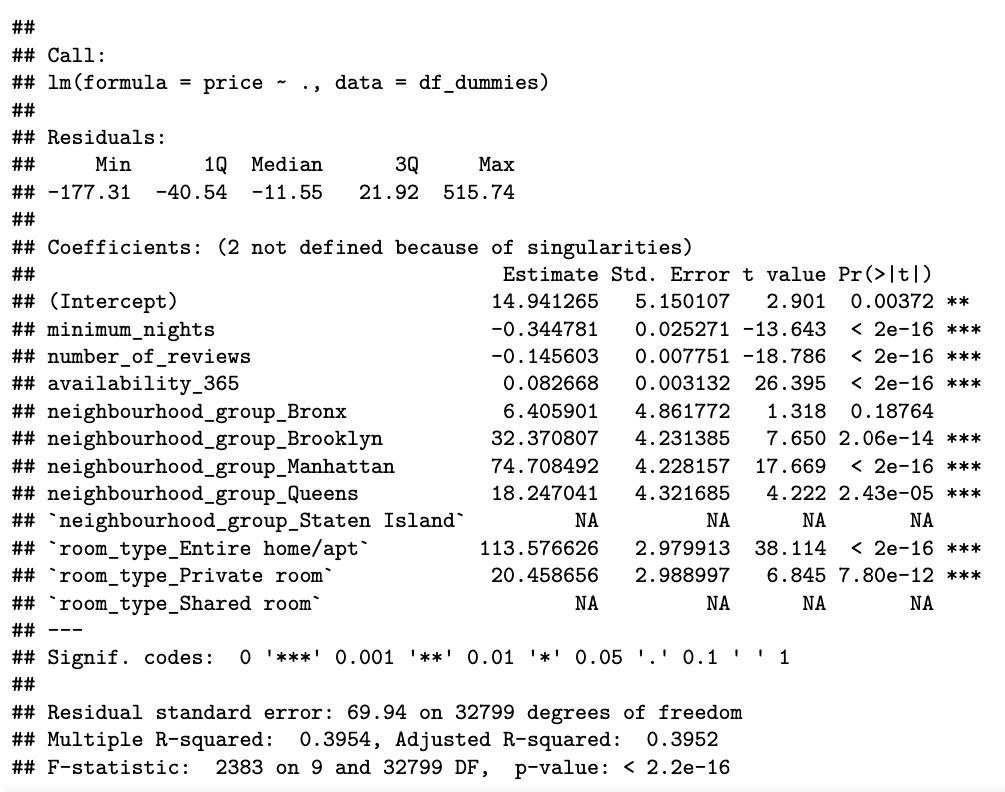 ##
## Call:
## lm(formula = price ~ ., data = df_dummies)
##
## Residuals:
##     Min      1Q  Median      3Q     Max
## -177.31  -40.54  -11.55   21.92  515.74
##
## Coefficients: (2 not defined because of singularities)
##                                       Estimate Std. Error t value Pr(>|t|)
## (Intercept)                          14.941265   5.150107   2.901  0.00372 **
## minimum_nights                       -0.344781   0.025271 -13.643  < 2e-16 ***
## number_of_reviews                    -0.145603   0.007751 -18.786  < 2e-16 ***
## availability_365                      0.082668   0.003132  26.395  < 2e-16 ***
## neighbourhood_group_Bronx             6.405901   4.861772   1.318  0.18764
## neighbourhood_group_Brooklyn         32.370807   4.231385   7.650 2.06e-14 ***
## neighbourhood_group_Manhattan        74.708492   4.228157  17.669  < 2e-16 ***
## neighbourhood_group_Queens           18.247041   4.321685   4.222 2.43e-05 ***
## `neighbourhood_group_Staten Island`         NA         NA      NA       NA
## `room_type_Entire home/apt`         113.576626   2.979913  38.114  < 2e-16 ***
## `room_type_Private room`             20.458656   2.988997   6.845 7.80e-12 ***
## `room_type_Shared room`                     NA         NA      NA       NA
## ---
## Signif. codes:  0 '***' 0.001 '**' 0.01 '*' 0.05 '.' 0.1 ' ' 1
##
## Residual standard error: 69.94 on 32799 degrees of freedom
## Multiple R-squared:  0.3954, Adjusted R-squared:  0.3952
## F-statistic:  2383 on 9 and 32799 DF,  p-value: < 2.2e-16